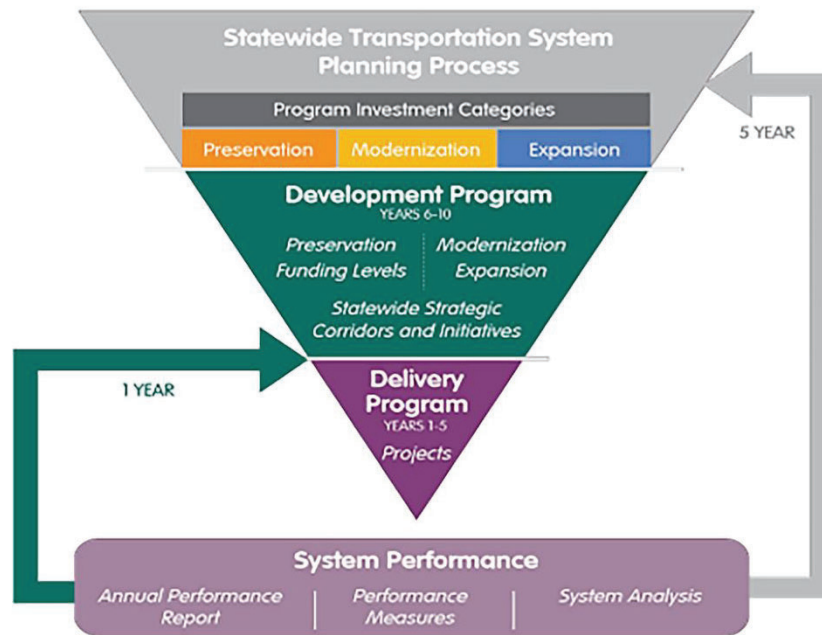 Statewide Transportation System
Planning Process
Program Investment Categories
Preservation
Modernization
Expansion
5 YEAR
Development Program
YEARS 6-10
Preservation
Funding Levels
Modernization
Expansion
Statewide Strategic
Corridors and Initiatives
1 YEAR
Delivery
Program
YEARS 1-5
Projects
System Performance
Annual Performance
Report
Performance
Measures
System Analysis